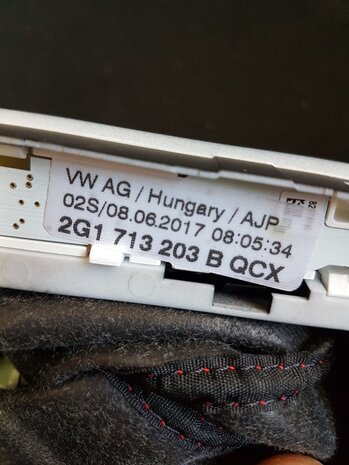 VW AG / Hungary / AJP
02S/08.06.2017 08:05:34
2G1 713 203 B QCX